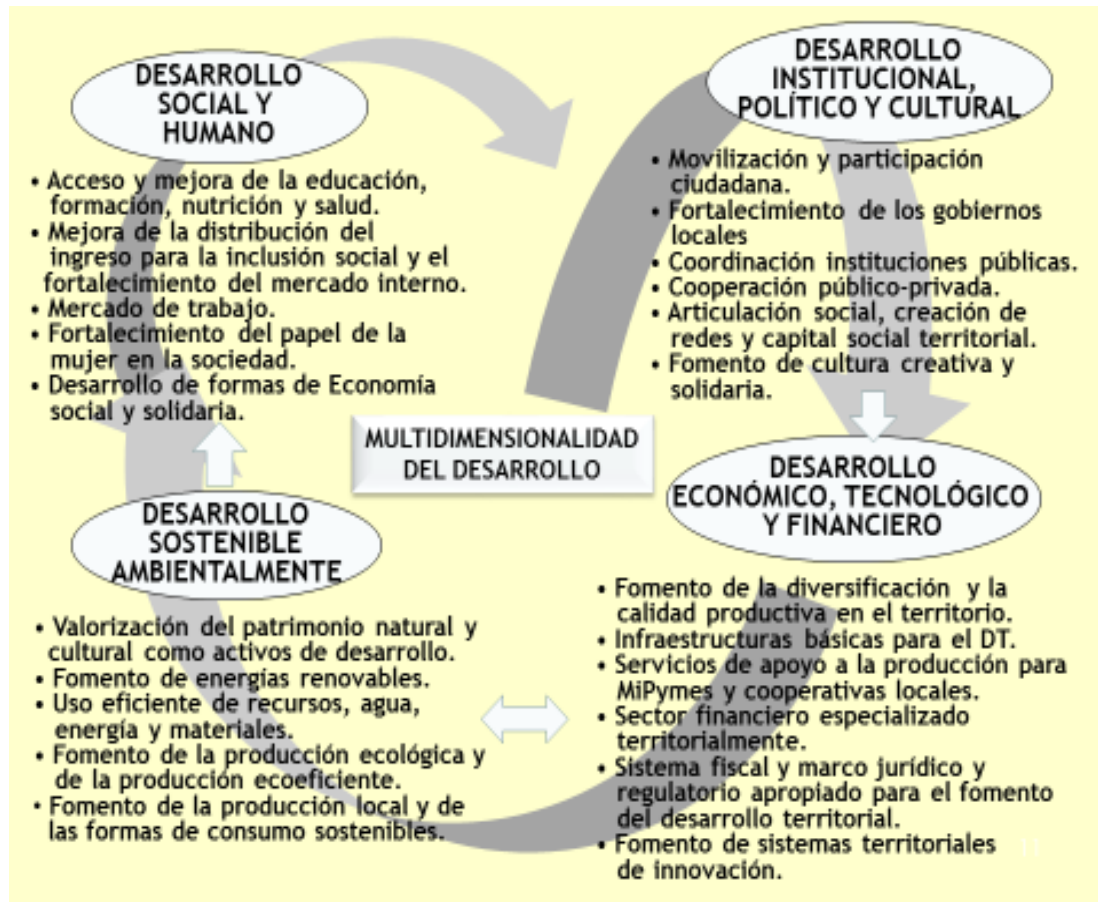 DESARROLLO
SOCIAL Y
HUMANO
• Acceso y mejora de la educación,
formación, nutrición y salud.
• Mejora de la distribución del
ingreso para la inclusión social y el
fortalecimiento del mercado interno.
• Mercado de trabajo.
• Fortalecimiento del papel de la
mujer en la sociedad.
• Desarrollo de formas de Economía
social y solidaria.
DESARROLLO
INSTITUCIONAL,
POLÍTICO Y CULTURAL
• Movilización y participación
ciudadana.
• Fortalecimiento de los gobiernos
locales
• Coordinación instituciones públicas.
• Cooperación público-privada.
• Articulación social, creación de
redes y capital social territorial.
• Fomento de cultura creativa y
solidaria.
MULTIDIMENSIONALIDAD
DEL DESARROLLO
DESARROLLO
SOSTENIBLE
AMBIENTALMENTE
• Valorización del patrimonio natural y
cultural como activos de desarrollo.
• Fomento de energías renovables.
• Uso eficiente de recursos, agua,
energía y materiales.
• Fomento de la producción ecológica y
de la producción ecoeficiente.
• Fomento de la producción local y de
las formas de consumo sostenibles.
DESARROLLO
ECONÓMICO, TECNOLÓGICO
Y FINANCIERO
• Fomento de la diversificación y la
calidad productiva en el territorio.
• Infraestructuras básicas para el DT.
• Servicios de apoyo a la producción para
MiPymes y cooperativas locales.
• Sector financiero especializado
territorialmente.
• Sistema fiscal y marco jurídico y
regulatorio apropiado para el fomento
del desarrollo territorial.
• Fomento de sistemas territoriales
de innovación.
11